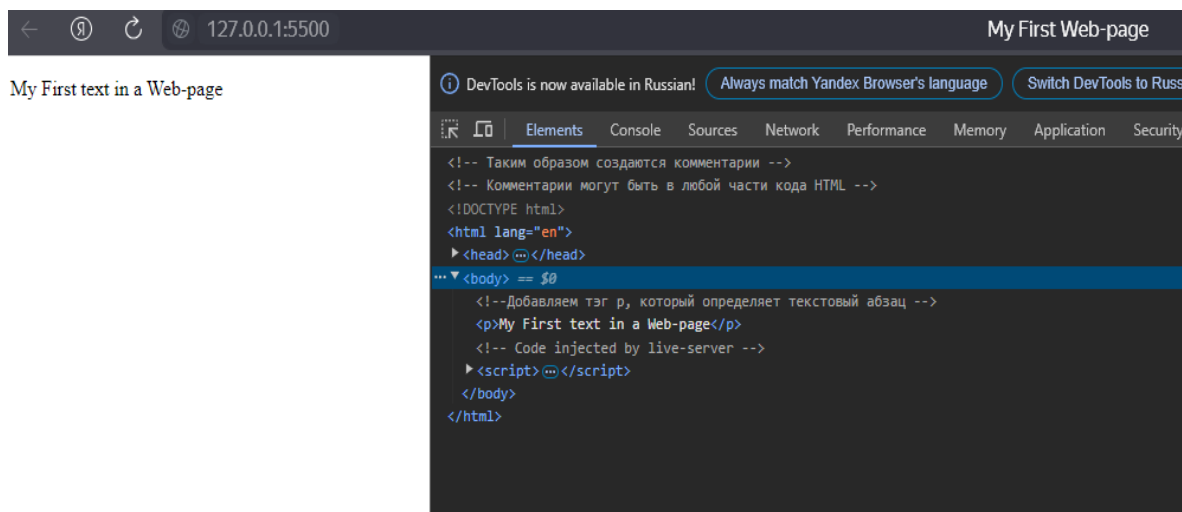 Я 127.0.0.1:5500 My First Web-page
My First text in a Web-page
DevTools is now available in Russian! Always match Yandex Browser's language Switch DevTools to Russ
Elements Console Sources Network Performance Memory Application Security
<!-- Таким образом создаются комментарии -->
<!-- Комментарии могут быть в любой части кода HTML -->
<!DOCTYPE html>
<html lang="en">
<head>…</head>
… <body> == $0
<!--Добавляем тэг p, который определяет текстовый абзац -->
<p>My First text in a Web-page</p>
<!-- Code injected by live-server -->
<script>…</script>
</body>
</html>